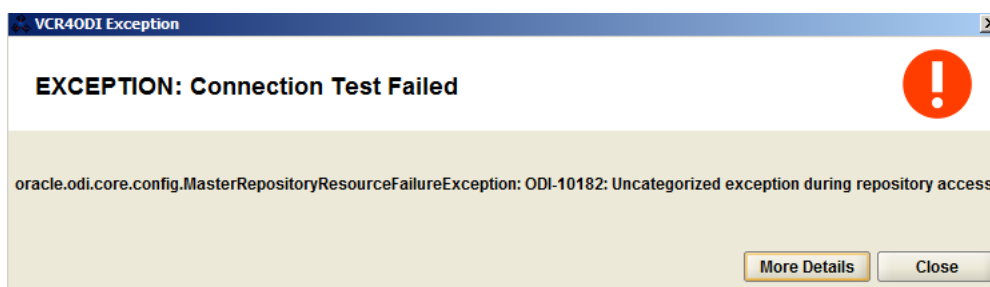 VCR4ODI Exception
EXCEPTION: Connection Test Failed
oracle.odi.core.config.MasterRepositoryResourceFailureException: ODI-10182: Uncategorized exception during repository access
More Details
Close